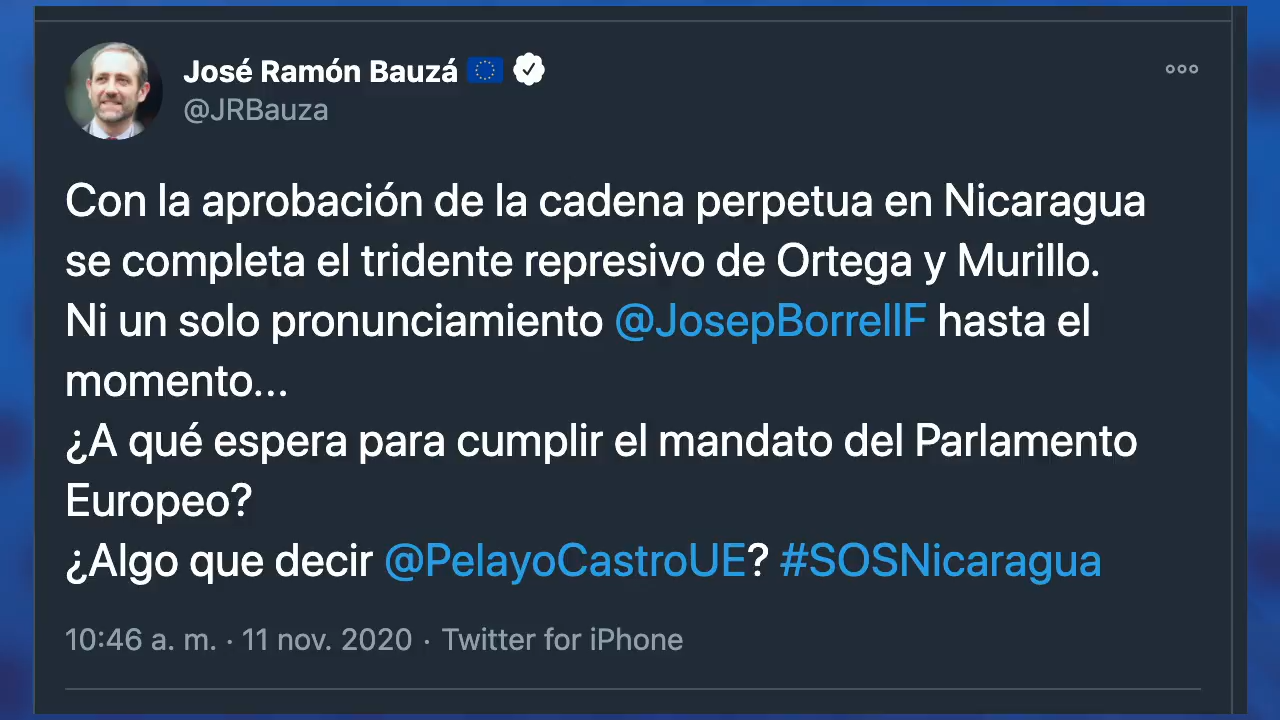 José Ramón Bauzá
@JRBauza
Con la aprobación de la cadena perpetua en Nicaragua
se completa el tridente represivo de Ortega y Murillo.
Ni un solo pronunciamiento @JosepBorrellF hasta el
momento...
¿A qué espera para cumplir el mandato del Parlamento
Europeo?
¿Algo que decir @PelayoCastroUE? #SOSNicaragua
10:46 a. m. · 11 nov. 2020 · Twitter for iPhone